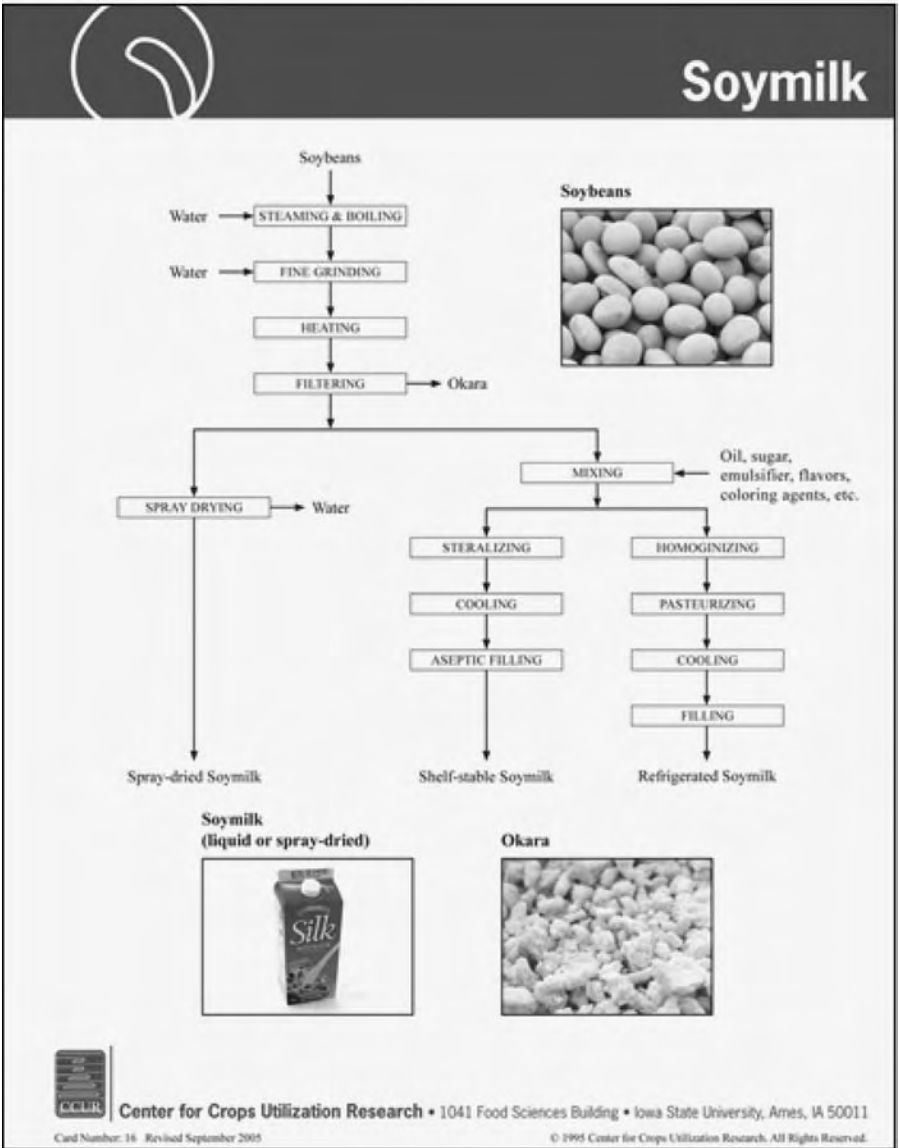 Soymilk
Soybeans
Water
STEAMING & BOILING
Soybeans
Water
FINE GRINDING
HEATING
FILTERING
Okara
MIXING
Oil, sugar,
emulsifier, flavors,
coloring agents, etc.
SPRAY DRYING
Water
STERALIZING
HOMOGINIZING
COOLING
PASTEURIZING
ASEPTIC FILLING
COOLING
FILLING
Spray-dried Soymilk
Shelf-stable Soymilk
Refrigerated Soymilk
Soymilk
(liquid or spray-dried)
Okara
Silk
CCUR
Center for Crops Utilization Research • 1041 Food Sciences Building • Iowa State University, Ames, IA 50011
Card Number: 16 Revised September 2005
© 1995 Center for Crops Utilization Research. All Rights Reserved.